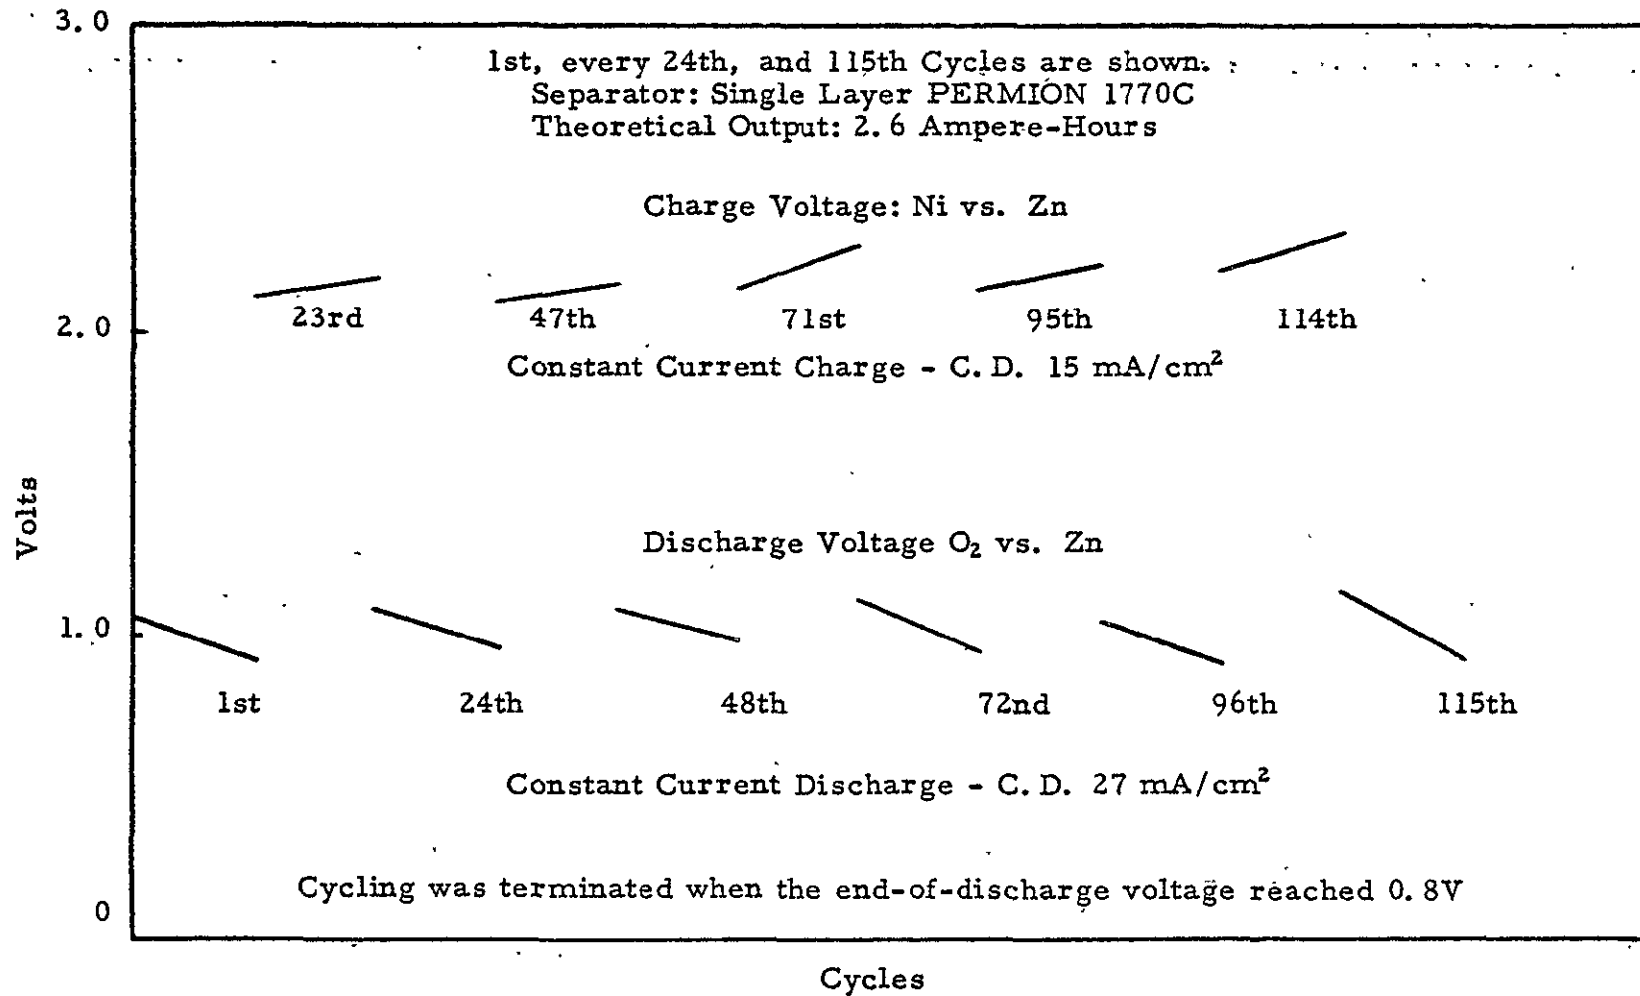 3.0
1st, every 24th, and 115th Cycles are shown.
Separator: Single Layer PERMION 1770C
Theoretical Output: 2.6 Ampere-Hours
Charge Voltage: Ni vs. Zn
23rd 47th 71st 95th 114th
2.0
Constant Current Charge - C.D. 15 mA/cm²
Volts
Discharge Voltage O₂ vs. Zn
1.0
1st 24th 48th 72nd 96th 115th
Constant Current Discharge - C.D. 27 mA/cm²
Cycling was terminated when the end-of-discharge voltage reached 0.8V
0
Cycles